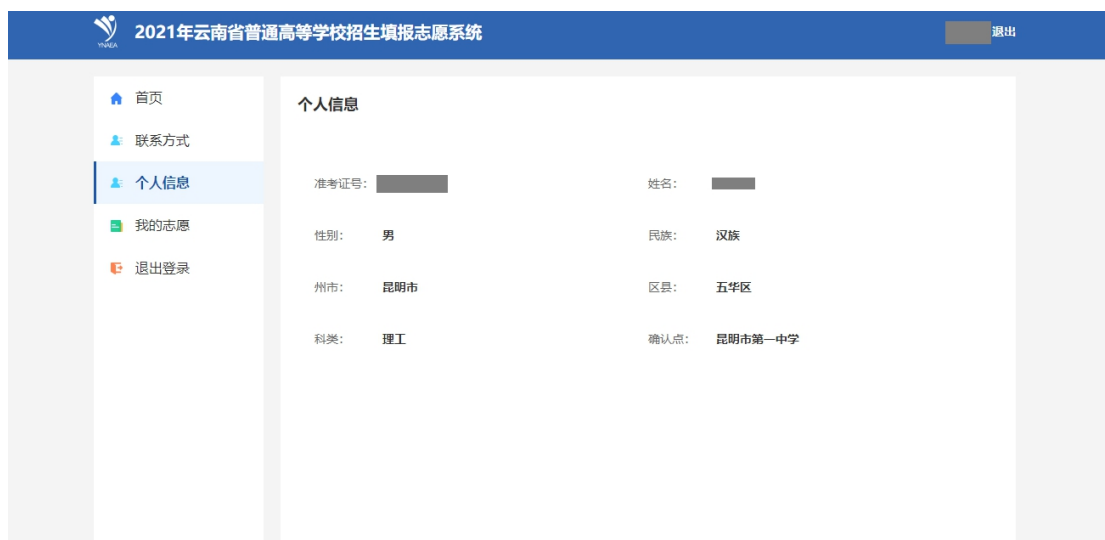 YNAEA
2021年云南省普通高等学校招生填报志愿系统
退出
首页
联系方式
个人信息
我的志愿
退出登录
个人信息
准考证号： 姓名：
性别： 男 民族： 汉族
州市： 昆明市 区县： 五华区
科类： 理工 确认点： 昆明市第一中学